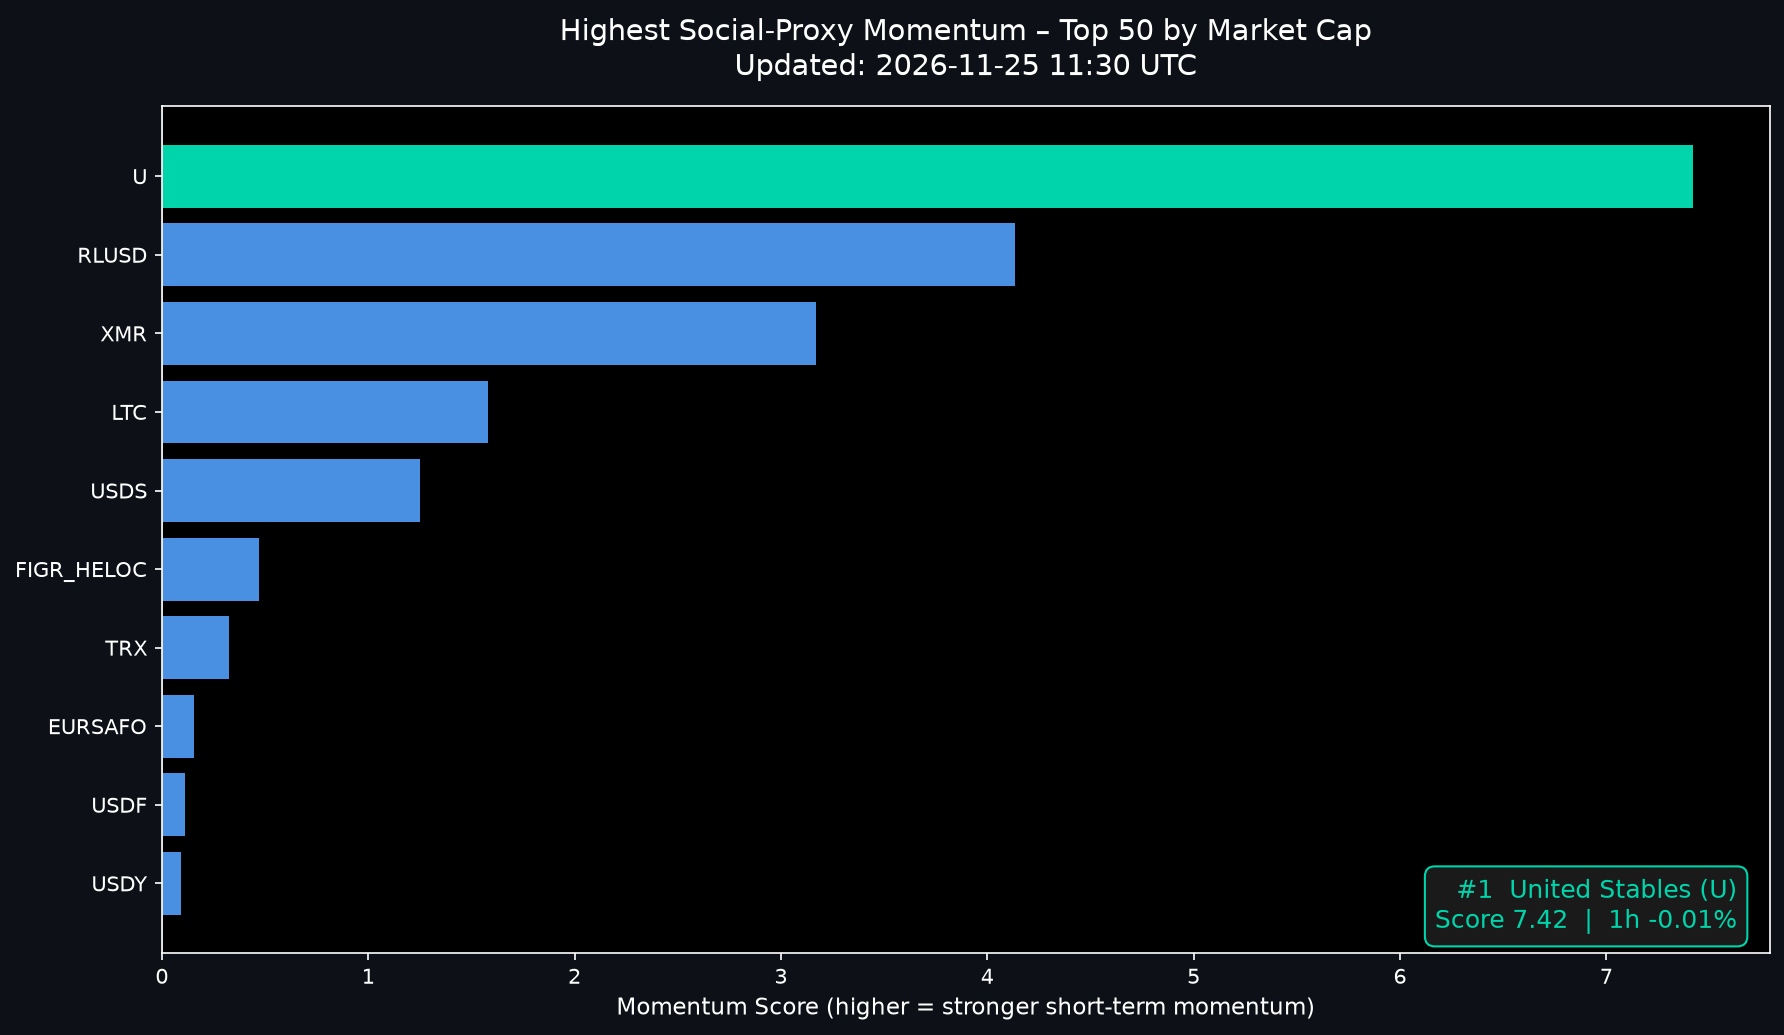 Highest Social-Proxy Momentum – Top 50 by Market Cap
Updated: 2026-11-25 11:30 UTC
U
RLUSD
XMR
LTC
USDS
FIGR_HELOC
TRX
EURSAFO
USDF
USDY
#1  United Stables (U)
Score 7.42  |  1h -0.01%
0 1 2 3 4 5 6 7
Momentum Score (higher = stronger short-term momentum)